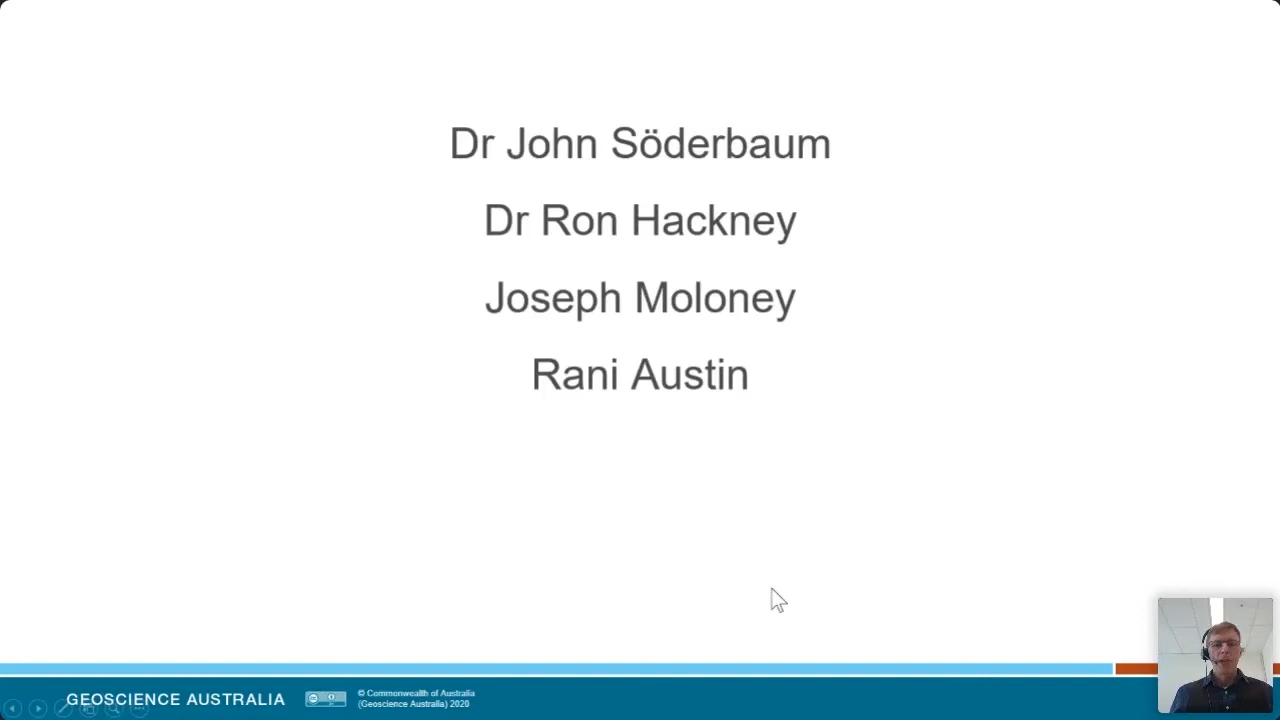 Dr John Söderbaum
Dr Ron Hackney
Joseph Moloney
Rani Austin
GEOSCIENCE AUSTRALIA
© Commonwealth of Australia
(Geoscience Australia) 2020